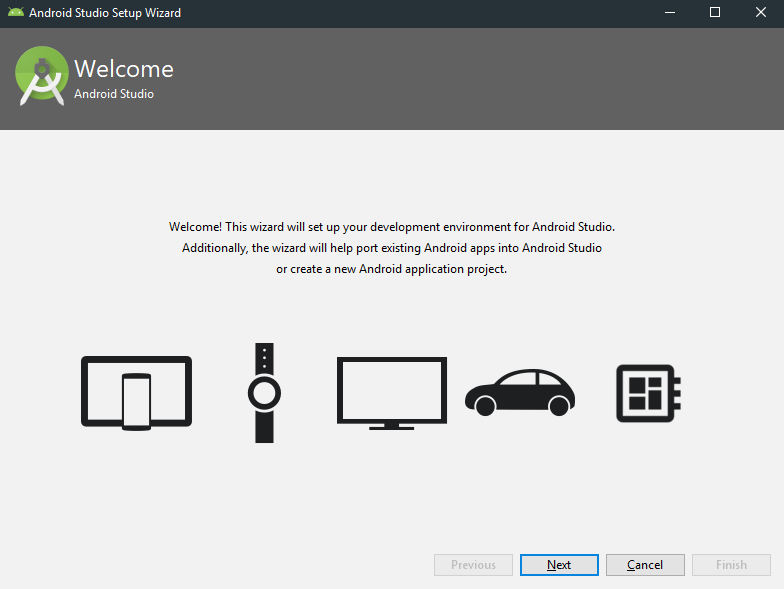 Android Studio Setup Wizard
Welcome
Android Studio
Welcome! This wizard will set up your development environment for Android Studio.
Additionally, the wizard will help port existing Android apps into Android Studio
or create a new Android application project.
Previous
Next
Cancel
Finish